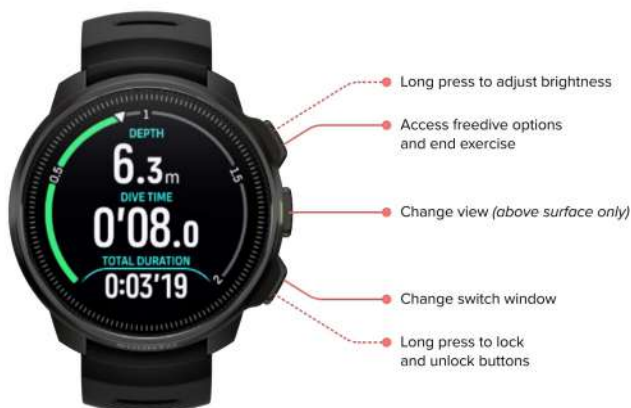 1
DEPTH
6.3m
0.5
1.5
DIVE TIME
0'08.0
TOTAL DURATION
0:03'19
2
Long press to adjust brightness
Access freedive options
and end exercise
Change view (above surface only)
Change switch window
Long press to lock
and unlock buttons